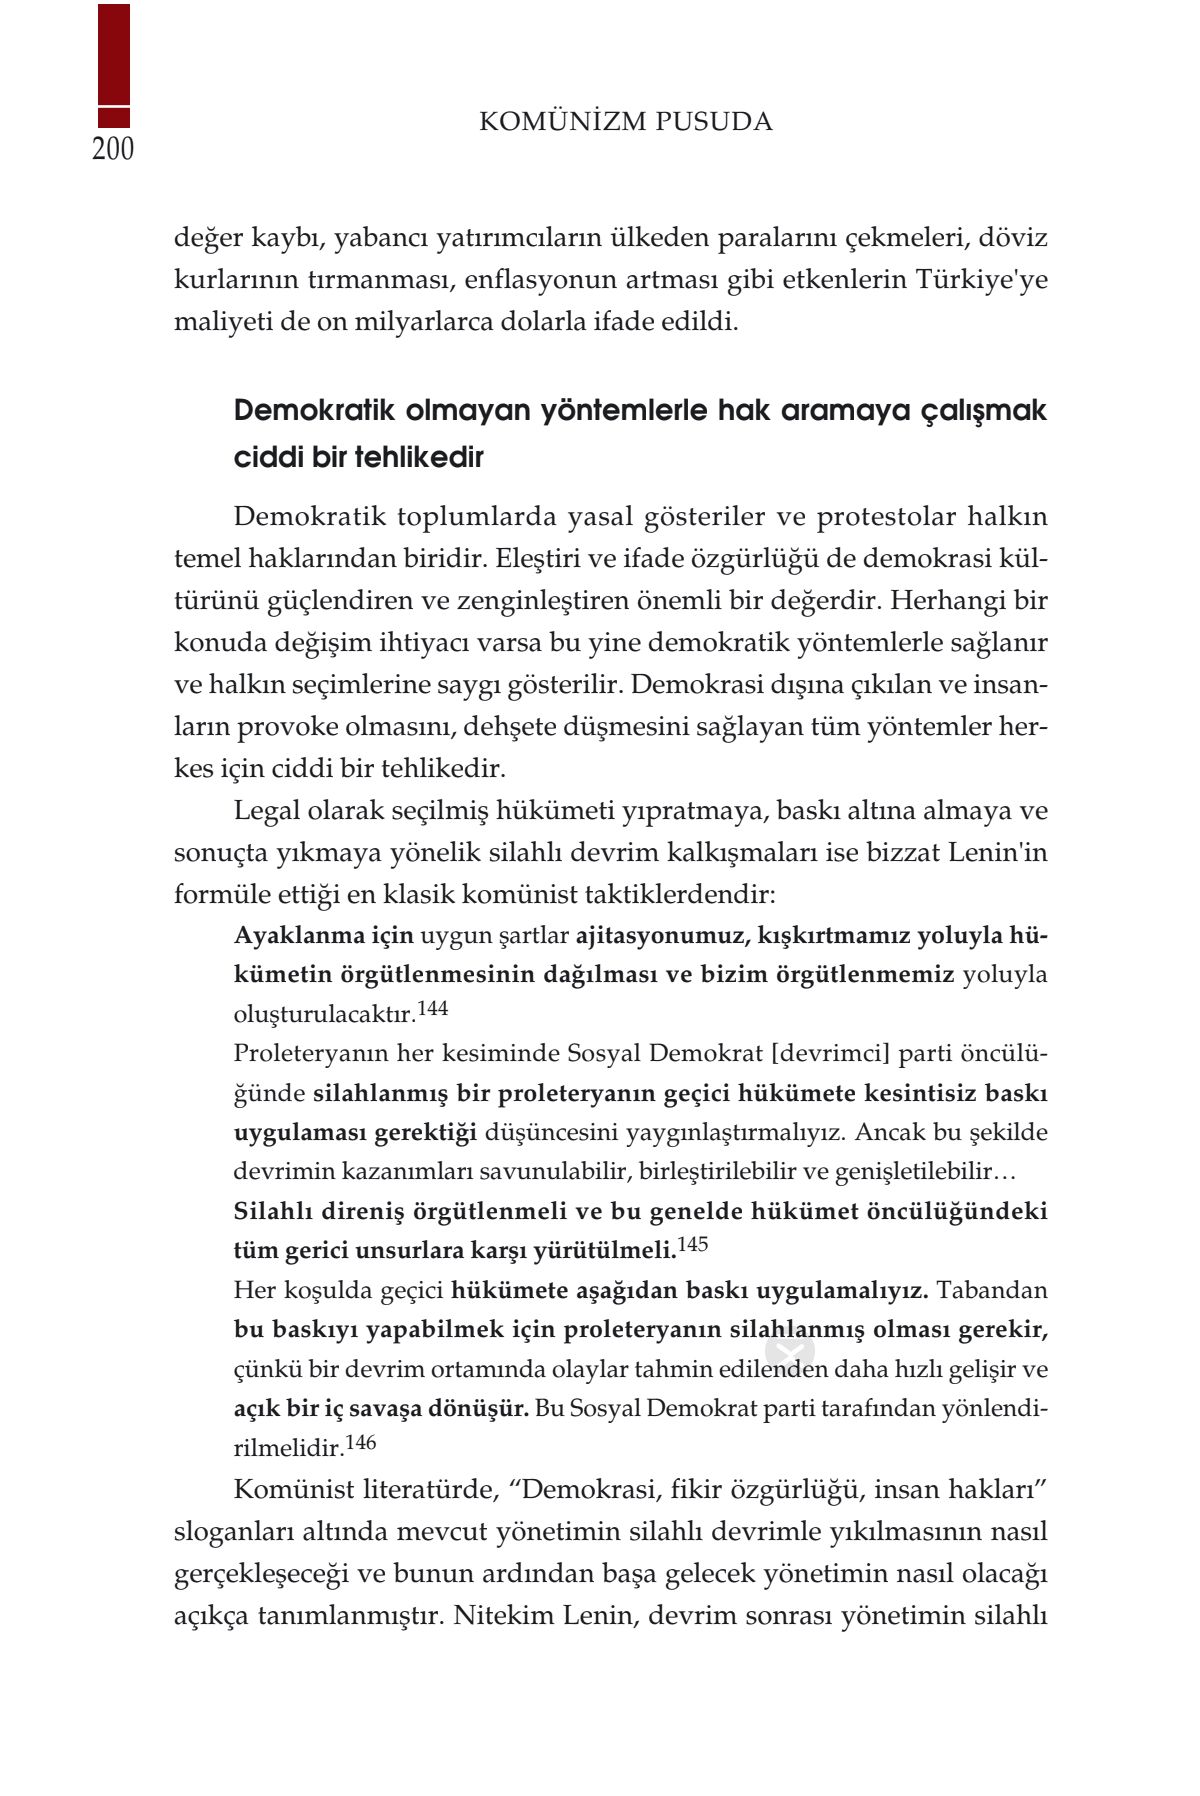 200
KOMÜNİZM PUSUDA
değer kaybı, yabancı yatırımcıların ülkeden paralarını çekmeleri, döviz
kurlarının tırmanması, enflasyonun artması gibi etkenlerin Türkiye'ye
maliyeti de on milyarlarca dolarla ifade edildi.
Demokratik olmayan yöntemlerle hak aramaya çalışmak
ciddi bir tehlikedir
Demokratik toplumlarda yasal gösteriler ve protestolar halkın
temel haklarından biridir. Eleştiri ve ifade özgürlüğü de demokrasi kül-
türünü güçlendiren ve zenginleştiren önemli bir değerdir. Herhangi bir
konuda değişim ihtiyacı varsa bu yine demokratik yöntemlerle sağlanır
ve halkın seçimlerine saygı gösterilir. Demokrasi dışına çıkılan ve insan-
ların provoke olmasını, dehşete düşmesini sağlayan tüm yöntemler her-
kes için ciddi bir tehlikedir.
Legal olarak seçilmiş hükümeti yıpratmaya, baskı altına almaya ve
sonuçta yıkmaya yönelik silahlı devrim kalkışmaları ise bizzat Lenin'in
formüle ettiği en klasik komünist taktiklerdendir:
Ayaklanma için uygun şartlar ajitasyonumuz, kışkırtmamız yoluyla hü-
kümetin örgütlenmesinin dağılması ve bizim örgütlenmemiz yoluyla
oluşturulacaktır.144
Proleteryanın her kesiminde Sosyal Demokrat [devrimci] parti öncülü-
ğünde silahlanmış bir proleteryanın geçici hükümete kesintisiz baskı
uygulaması gerektiği düşüncesini yaygınlaştırmalıyız. Ancak bu şekilde
devrimin kazanımları savunulabilir, birleştirilebilir ve genişletilebilir…
Silahlı direniş örgütlenmeli ve bu genelde hükümet öncülüğündeki
tüm gerici unsurlara karşı yürütülmeli.145
Her koşulda geçici hükümete aşağıdan baskı uygulamalıyız. Tabandan
bu baskıyı yapabilmek için proleteryanın silahlanmış olması gerekir,
çünkü bir devrim ortamında olaylar tahmin edilenden daha hızlı gelişir ve
açık bir iç savaşa dönüşür. Bu Sosyal Demokrat parti tarafından yönlendi-
rilmelidir.146
Komünist literatürde, “Demokrasi, fikir özgürlüğü, insan hakları”
sloganları altında mevcut yönetimin silahlı devrimle yıkılmasının nasıl
gerçekleşeceği ve bunun ardından başa gelecek yönetimin nasıl olacağı
açıkça tanımlanmıştır. Nitekim Lenin, devrim sonrası yönetimin silahlı